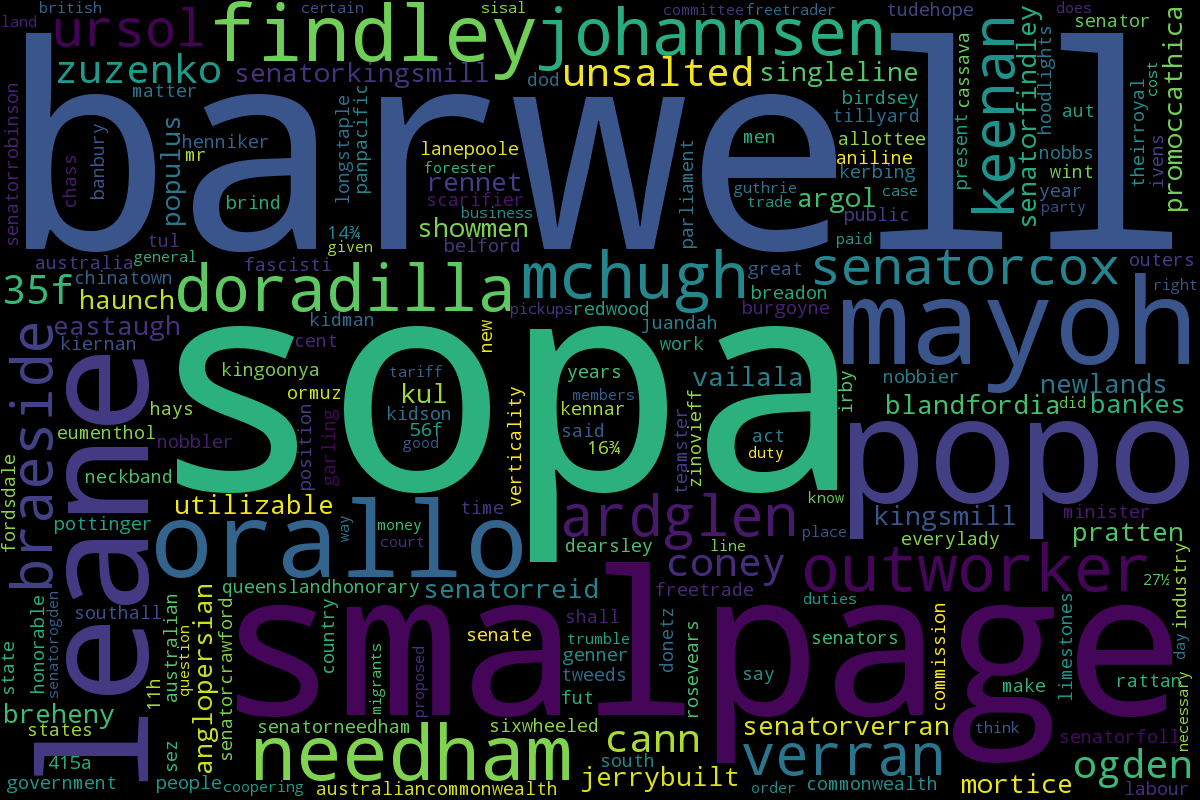 british
certain
sisal
committee
freetrader
does
land
ursol
findley
johannsen
tudehope
senator
promoccathica
zuzenko
senatorkingsmill
dod
unsalted
singleline
keenan
senatorfindley
hoodlights
cost
barwell
matter
birdsey
tillyard
cassava
present
aut
theirroyal
ivens
senatorrobinson
chass
banbury
populus
henniker
mr
longstaple
panpacific
lanepoole
forester
men
allottee
aniline
kerbing
nobbs
wint
year
party
rennet
scarifier
business
parliament
guthrie
trade
argol
case
public
brind
showmen
belford
tul
general
14¾
given
paid
australia
chinatown
fascisti
mchugh
great
senatorcox
outers
right
35f
haunch
doradilla
breadon
burgoyne
mayoh
eastaugh
kiernan
kidman
cent
new
pickups
redwood
juandah
work
braeside
leane
sopa
kingoonya
ormuz
tariff
kul
kidson
56f
good
years
members
kennar
said
16¾
vailala
irby
nobbier
newlands
hays
eumenthol
nobbler
position
garling
verticality
teamster
zinovieff
act
duty
blandfordia
did
bankes
popo
neckband
fordsdale
utilizable
time
know
pottinger
orallo
way
money
court
ardglen
dearsley
line
place
kingsmill
everylady
minister
pratten
coney
outworker
27½
industry
queenslandhonorary
senatorreid
freetrade
duties
southall
honorable
senatorogden
state
australian
question
anglopersian
senatorcrawford
country
smalpage
shall
senate
trumble
genner
tweeds
fut
donetz
rosevears
say
senators
commission
limestones
make
rattan
day
necessary
migrants
proposed
breheny
states
11h
senatorneedham
sixwheeled
senatorverran
think
senatorfoll
415a
sez
needham
cann
south
verran
ogden
government
people
coopering
australiancommonwealth
jerrybuilt
order
commonwealth
mortice
labour